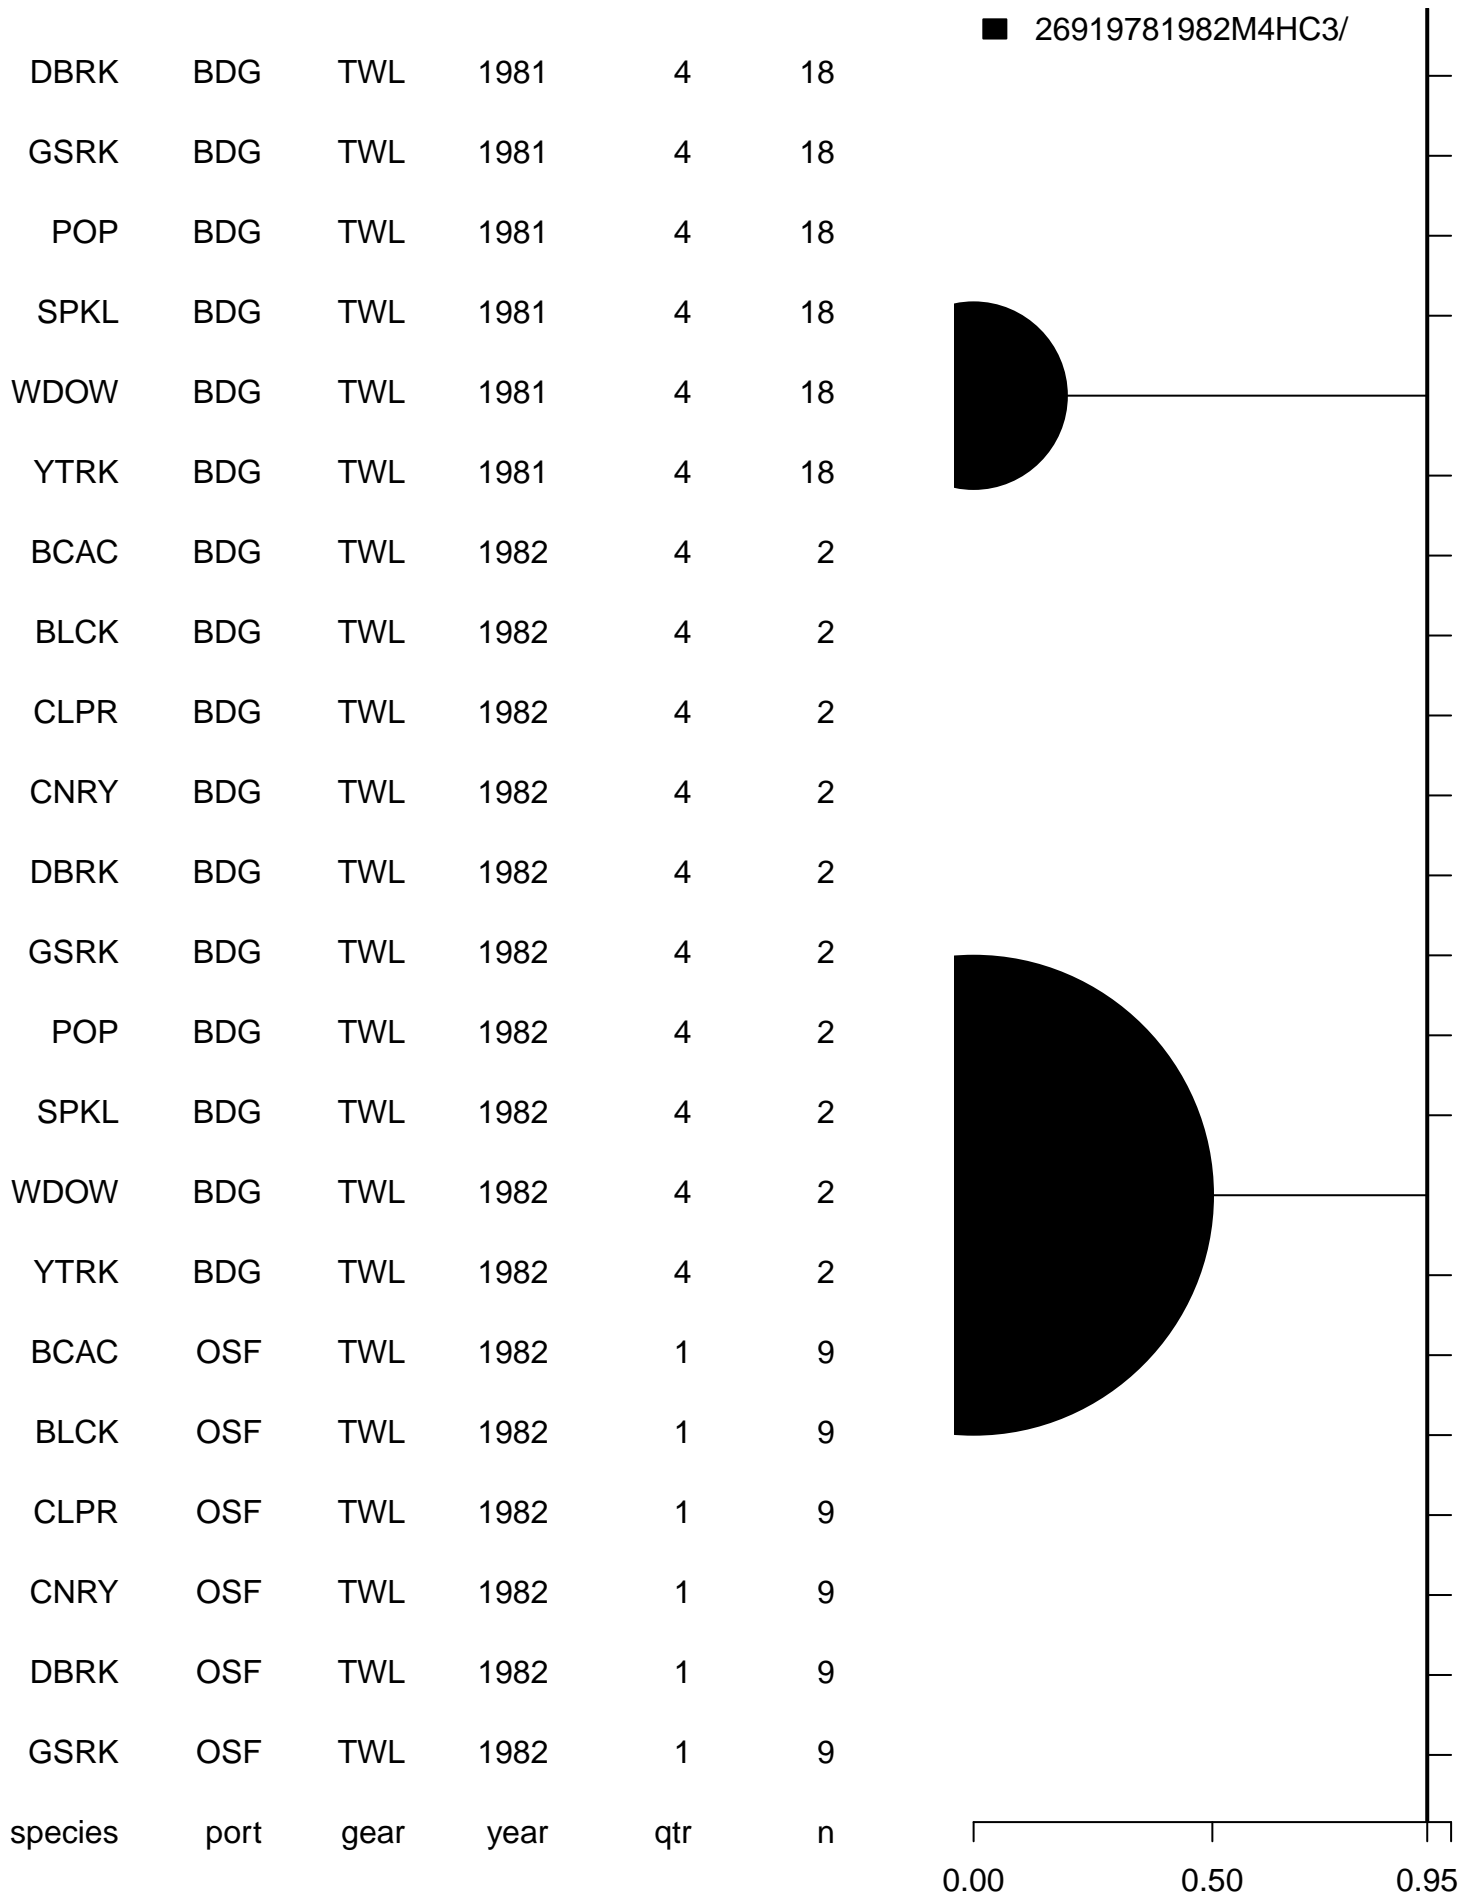 26919781982M4HC3/
DBRK BDG TWL 1981 4 18
GSRK BDG TWL 1981 4 18
POP BDG TWL 1981 4 18
SPKL BDG TWL 1981 4 18
WDOW BDG TWL 1981 4 18
YTRK BDG TWL 1981 4 18
BCAC BDG TWL 1982 4 2
BLCK BDG TWL 1982 4 2
CLPR BDG TWL 1982 4 2
CNRY BDG TWL 1982 4 2
DBRK BDG TWL 1982 4 2
GSRK BDG TWL 1982 4 2
POP BDG TWL 1982 4 2
SPKL BDG TWL 1982 4 2
WDOW BDG TWL 1982 4 2
YTRK BDG TWL 1982 4 2
BCAC OSF TWL 1982 1 9
BLCK OSF TWL 1982 1 9
CLPR OSF TWL 1982 1 9
CNRY OSF TWL 1982 1 9
DBRK OSF TWL 1982 1 9
GSRK OSF TWL 1982 1 9
species port gear year qtr n
0.00 0.50 0.95